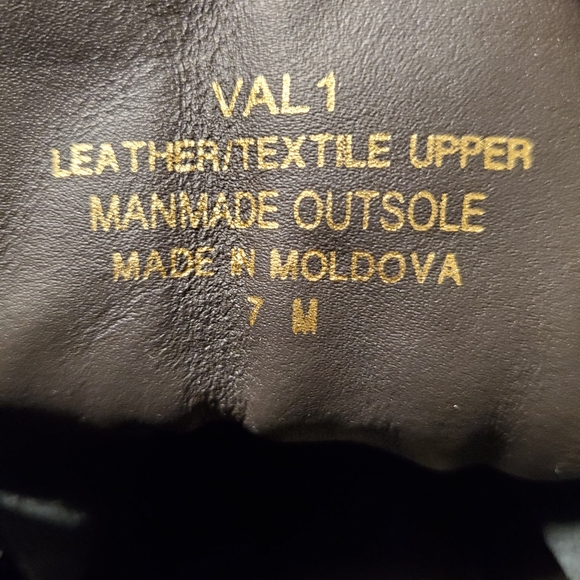 VAL1
LEATHER/TEXTILE UPPER
MANMADE OUTSOLE
MADE IN MOLDOVA
7 M